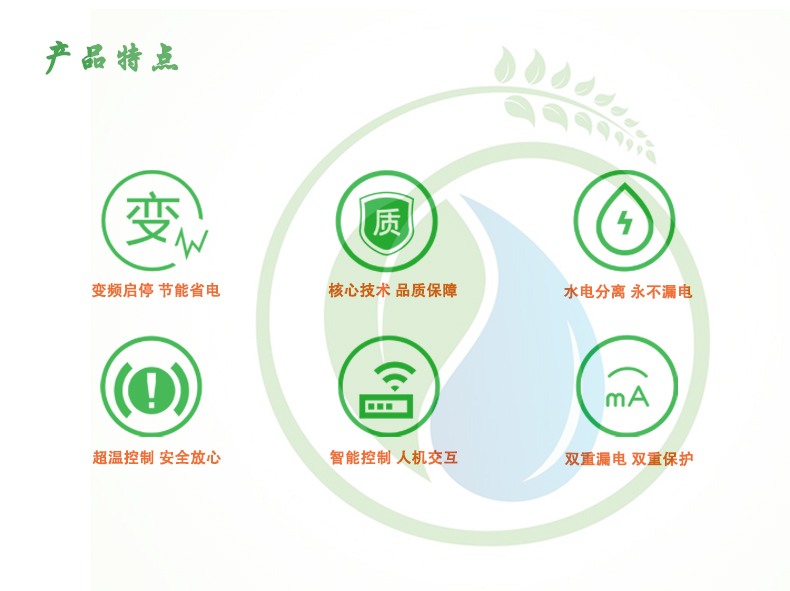 产品特点
变
质
变频启停 节能省电
核心技术 品质保障
水电分离 永不漏电
mA
超温控制 安全放心
智能控制 人机交互
双重漏电 双重保护